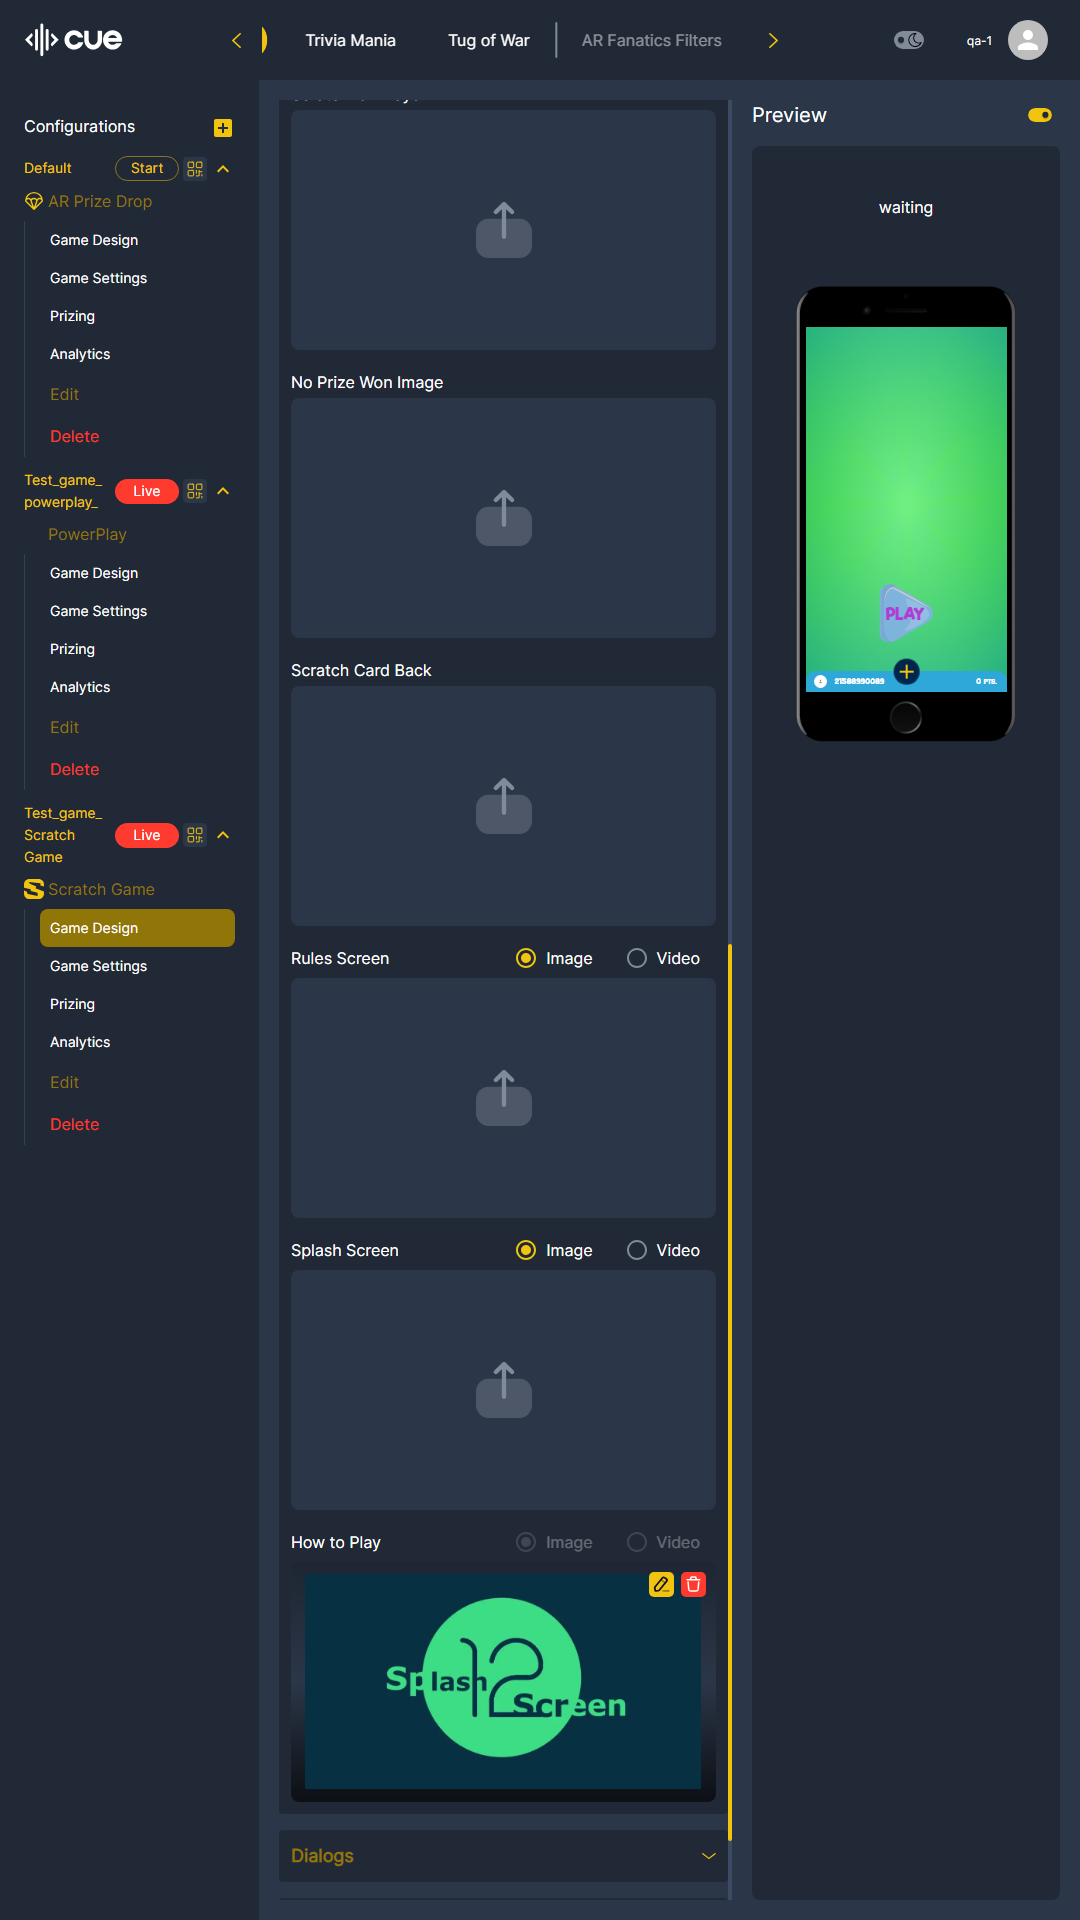 cue
Trivia Mania
Tug of War
AR Fanatics Filters
qa-1
Configurations
Default
Start
AR Prize Drop
Game Design
Game Settings
Prizing
Analytics
Edit
Delete
Test_game_
powerplay_
Live
PowerPlay
Game Design
Game Settings
Prizing
Analytics
Edit
Delete
Test_game_
Scratch
Game
Live
Scratch Game
Game Design
Game Settings
Prizing
Analytics
Edit
Delete
No Prize Won Image
Scratch Card Back
Rules Screen
Image
Video
Splash Screen
Image
Video
How to Play
Image
Video
Splash
12
Screen
Dialogs
Preview
waiting
PLAY
0 PTS.